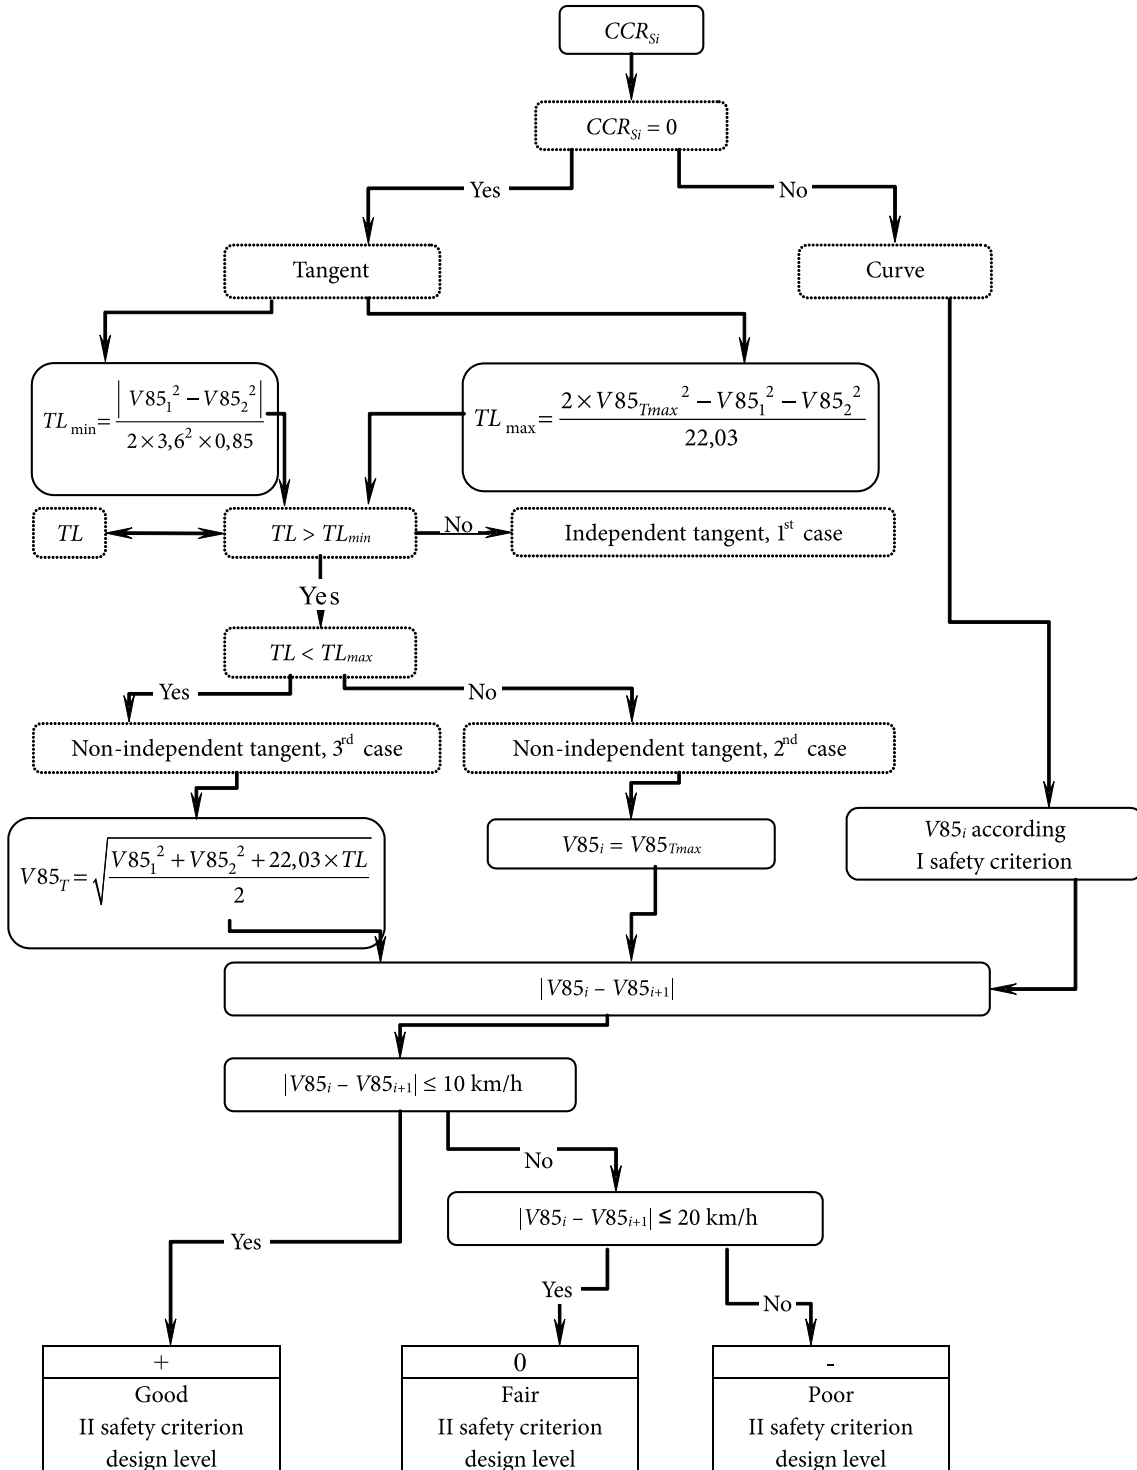 CCR_Si
CCR_Si = 0
Yes
No
Tangent
Curve
TL_min = |V85_1^2 − V85_2^2| / 2 × 3,6^2 × 0,85
TL_max = 2 × V85_Tmax^2 − V85_1^2 − V85_2^2 / 22,03
TL
TL > TL_min
No
Independent tangent, 1st case
Yes
TL < TL_max
Yes
No
Non-independent tangent, 3rd case
Non-independent tangent, 2nd case
V85_T = √(V85_1^2 + V85_2^2 + 22,03 × TL / 2)
V85_i = V85_Tmax
V85_i according
I safety criterion
|V85_i – V85_i+1|
|V85_i – V85_i+1| ≤ 10 km/h
No
|V85_i – V85_i+1| ≤ 20 km/h
Yes
Yes
No
+
Good
II safety criterion
design level
0
Fair
II safety criterion
design level
-
Poor
II safety criterion
design level